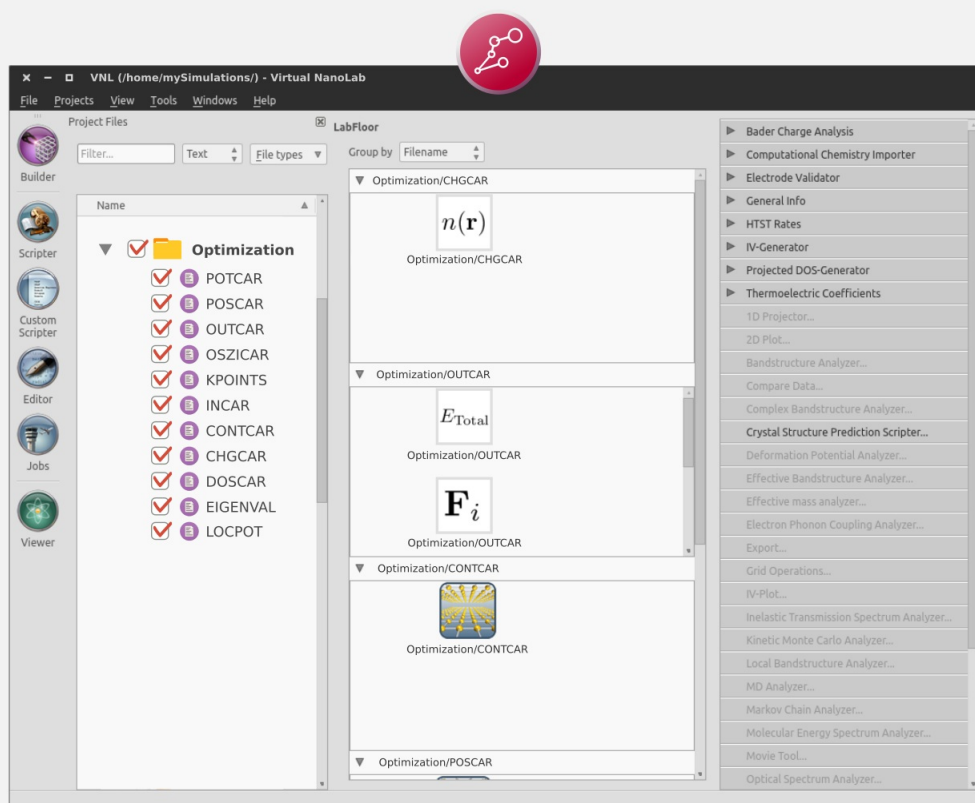 VNL (/home/mySimulations/) - Virtual NanoLab
File Projects View Tools Windows Help
Builder
Scripter
Custom
Scripter
Editor
Jobs
Viewer
Project Files
Filter...
Text
File types
Name
Optimization
POTCAR
POSCAR
OUTCAR
OSZICAR
KPOINTS
INCAR
CONTCAR
CHGCAR
DOSCAR
EIGENVAL
LOCPOT
LabFloor
Group by Filename
Optimization/CHGCAR
n(r)
Optimization/CHGCAR
Optimization/OUTCAR
E Total
Optimization/OUTCAR
F i
Optimization/OUTCAR
Optimization/CONTCAR
Optimization/CONTCAR
Optimization/POSCAR
Bader Charge Analysis
Computational Chemistry Importer
Electrode Validator
General Info
HTST Rates
IV-Generator
Projected DOS-Generator
Thermoelectric Coefficients
1D Projector...
2D Plot...
Bandstructure Analyzer...
Compare Data...
Complex Bandstructure Analyzer...
Crystal Structure Prediction Scripter...
Deformation Potential Analyzer...
Effective Bandstructure Analyzer...
Effective mass analyzer...
Electron Phonon Coupling Analyzer...
Export...
Grid Operations...
IV-Plot...
Inelastic Transmission Spectrum Analyzer...
Kinetic Monte Carlo Analyzer...
Local Bandstructure Analyzer...
MD Analyzer...
Markov Chain Analyzer...
Molecular Energy Spectrum Analyzer...
Movie Tool...
Optical Spectrum Analyzer...